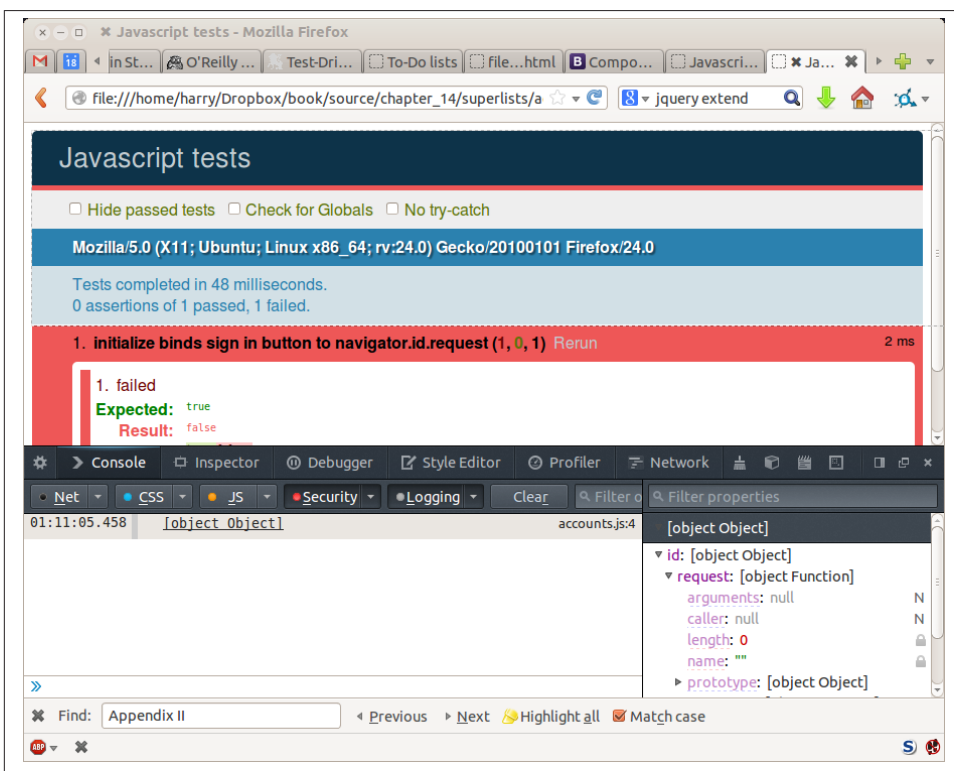 Javascript tests - Mozilla Firefox
18 in St... O'Reilly ... Test-Dri... To-Do lists file...html B Compo... Javascri... Ja...
file:///home/harry/Dropbox/book/source/chapter_14/superlists/a 8 jquery extend
Javascript tests
Hide passed tests Check for Globals No try-catch
Mozilla/5.0 (X11; Ubuntu; Linux x86_64; rv:24.0) Gecko/20100101 Firefox/24.0
Tests completed in 48 milliseconds.
0 assertions of 1 passed, 1 failed.
1. initialize binds sign in button to navigator.id.request (1, 0, 1) Rerun 2 ms
1. failed
Expected: true
Result: false
Console Inspector Debugger Style Editor Profiler Network
Net CSS JS Security Logging Clear Filter o Filter properties
01:11:05.458 [object Object] accounts.js:4
[object Object]
id: [object Object]
request: [object Function]
arguments: null N
caller: null N
length: 0
name: ""
prototype: [object Object]
Find: Appendix II Previous Next Highlight all Match case
ABP S